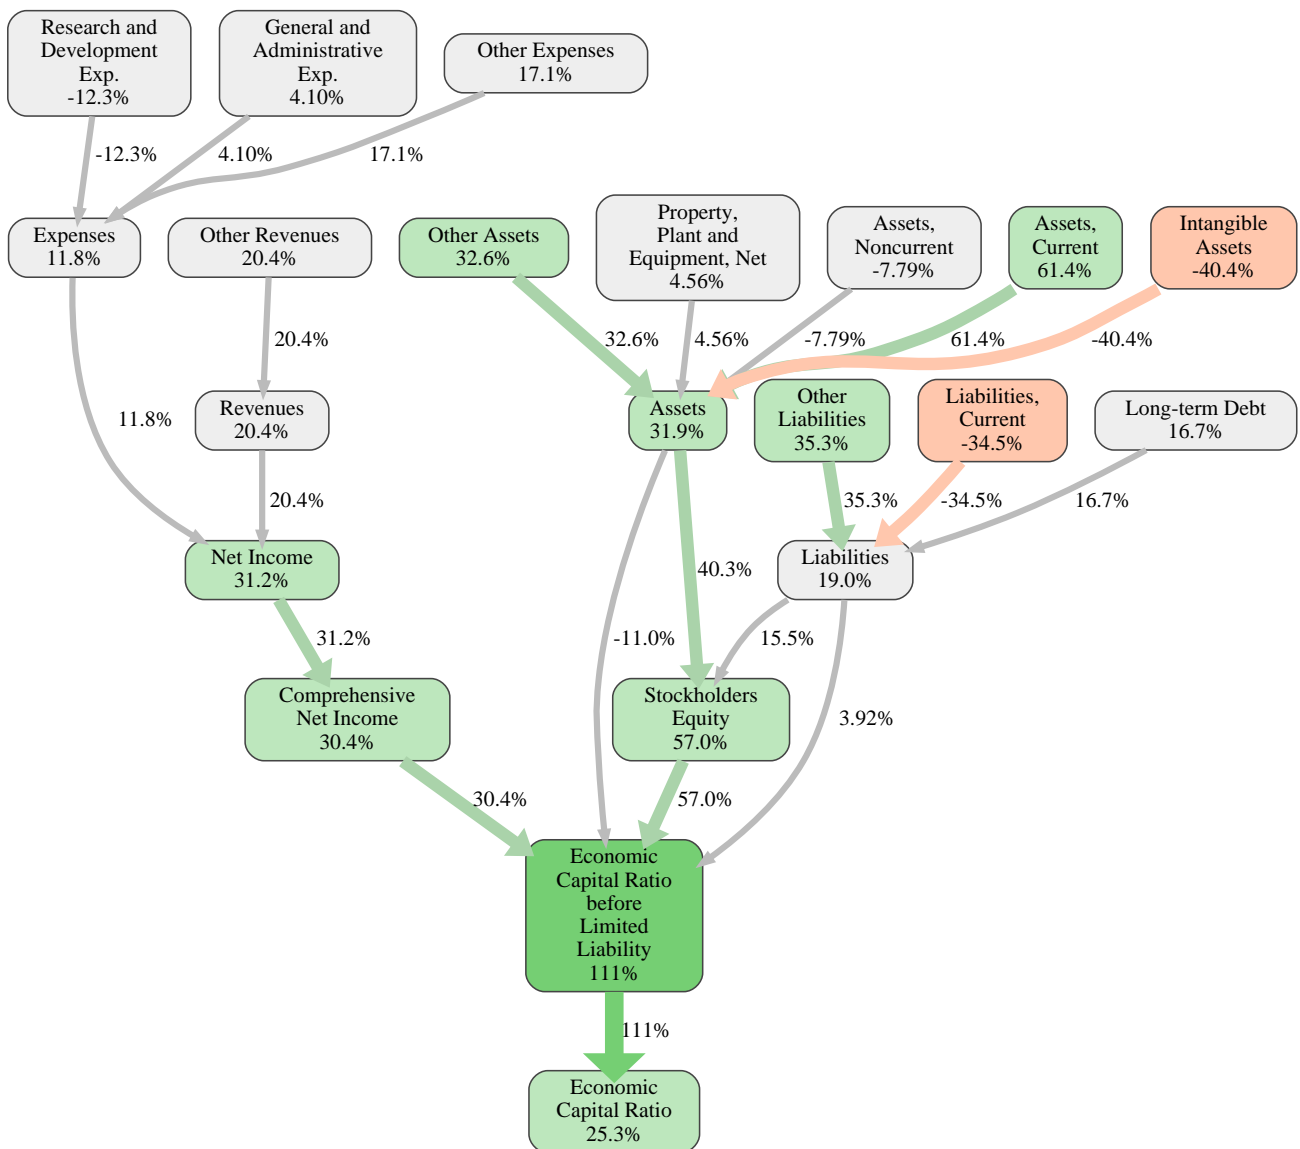 Research and
Development
Exp.
-12.3%
General and
Administrative
Exp.
4.10%
Other Expenses
17.1%
-12.3%
4.10%
17.1%
Expenses
11.8%
Other Revenues
20.4%
Other Assets
32.6%
Property,
Plant and
Equipment, Net
4.56%
Assets,
Noncurrent
-7.79%
Assets,
Current
61.4%
Intangible
Assets
-40.4%
20.4%
32.6%
4.56%
-7.79%
61.4%
-40.4%
11.8%
Revenues
20.4%
Assets
31.9%
Other
Liabilities
35.3%
Liabilities,
Current
-34.5%
Long-term Debt
16.7%
20.4%
35.3%
-34.5%
16.7%
Net Income
31.2%
40.3%
Liabilities
19.0%
31.2%
-11.0%
15.5%
3.92%
Comprehensive
Net Income
30.4%
Stockholders
Equity
57.0%
30.4%
57.0%
Economic
Capital Ratio
before
Limited
Liability
111%
111%
Economic
Capital Ratio
25.3%